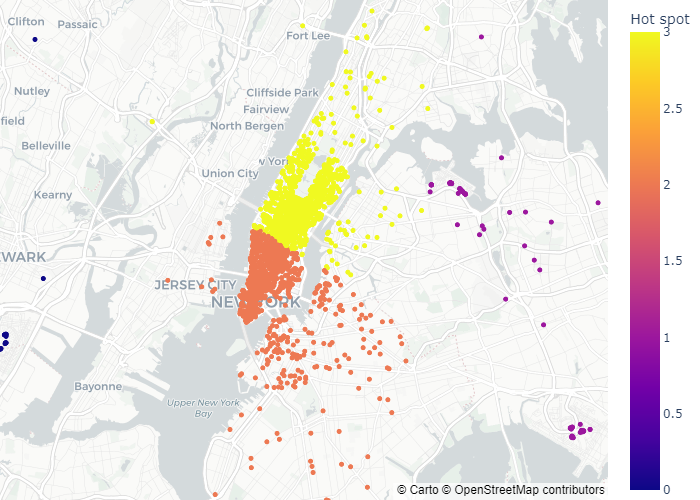 Hot spot
Clifton
Passaic
Fort Lee
3
Nutley
Cliffside Park
Fairview
2.5
field
North Bergen
Belleville
w York
Union City
2
Kearny
EWARK
1.5
JERSEY CITY
NEW YORK
1
Bayonne
Upper New York
Bay
0.5
© Carto © OpenStreetMap contributors
0